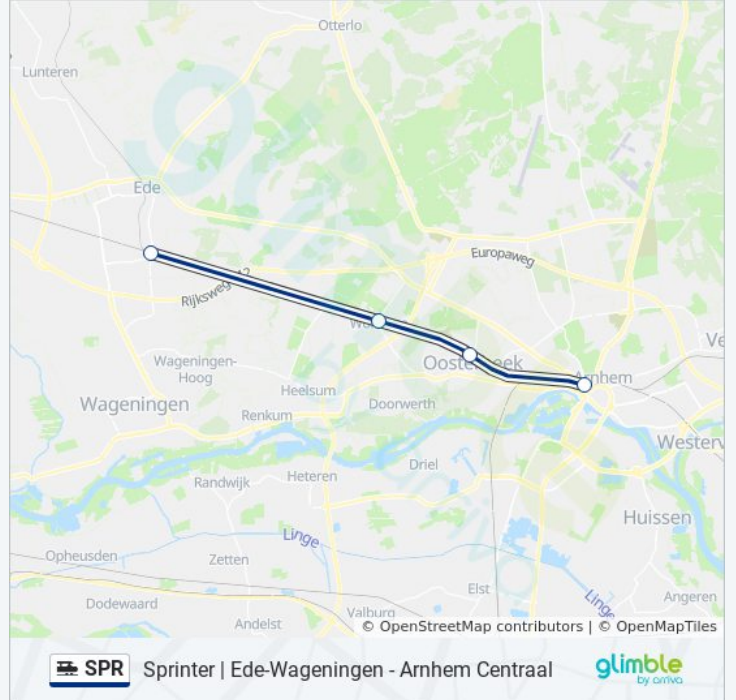 Otterlo
Lunteren
Ede
Europaweg
Rijksweg 12
Wageningen-
Hoog
Oosterbeek
Arnhem
Ve
Heelsum
Wageningen
Doorwerth
Renkum
Westerv
Driel
Heteren
Randwijk
Huissen
Linge
Opheusden
Zetten
Elst
Linge
Angeren
Dodewaard
Valburg
Andelst
© OpenStreetMap contributors | © OpenMapTiles
SPR Sprinter | Ede-Wageningen - Arnhem Centraal
glimble
by arriva